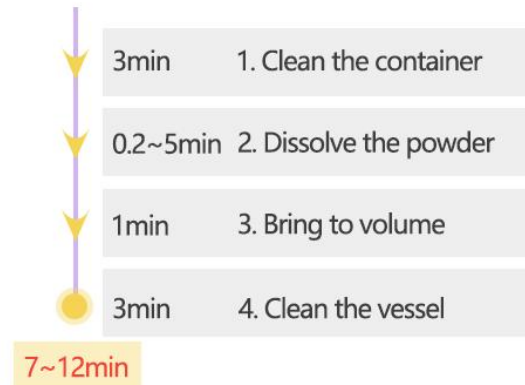 3min 1. Clean the container
0.2~5min 2. Dissolve the powder
1min 3. Bring to volume
3min 4. Clean the vessel
7~12min